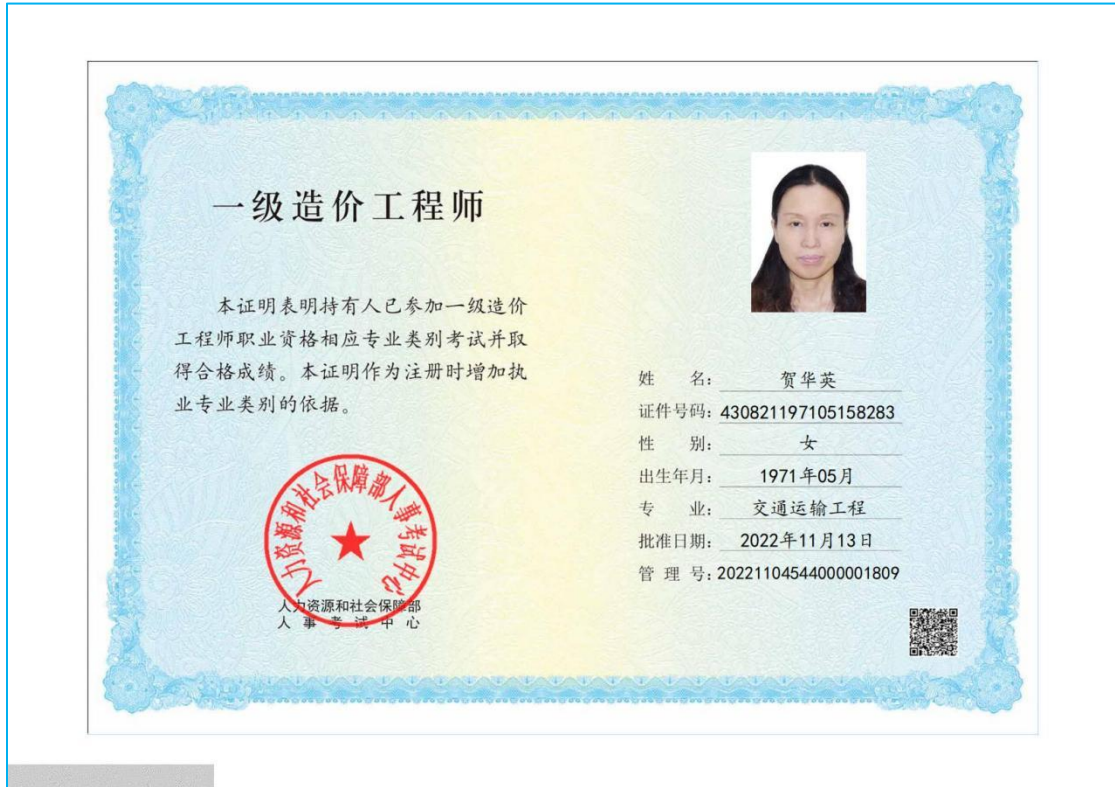 一级造价工程师
本证明表明持有人已参加一级造价
工程师职业资格相应专业类别考试并取
得合格成绩。本证明作为注册时增加执
业专业类别的依据。
人力资源和社会保障部人事考试中心
人力资源和社会保障部
人事考试中心
姓 名: 贺华英
证件号码: 430821197105158283
性 别: 女
出生年月: 1971年05月
专 业: 交通运输工程
批准日期: 2022年11月13日
管 理 号: 20221104544000001809